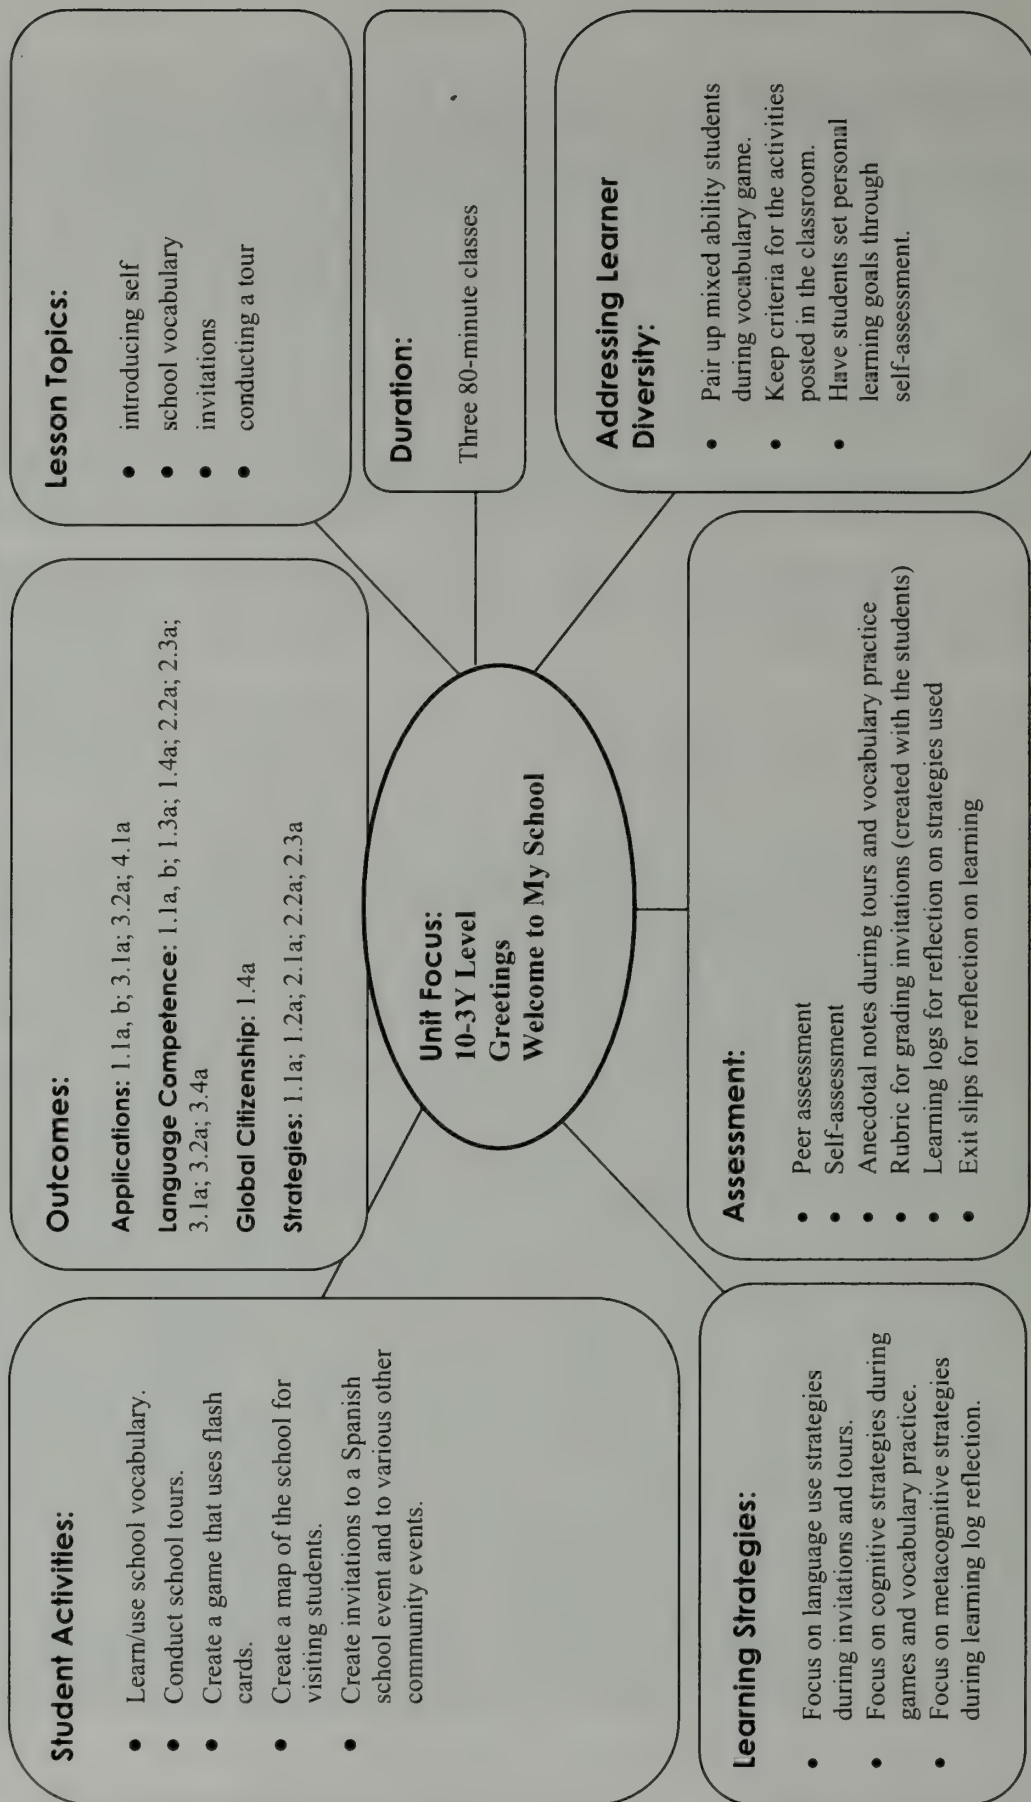 Student Activities:
• Learn/use school vocabulary.
• Conduct school tours.
• Create a game that uses flash
cards.
• Create a map of the school for
visiting students.
• Create invitations to a Spanish
school event and to various other
community events.
Outcomes:
Applications: 1.1a, b; 3.1a; 3.2a; 4.1a
Language Competence: 1.1a, b; 1.3a; 1.4a; 2.2a; 2.3a;
3.1a; 3.2a; 3.4a
Global Citizenship: 1.4a
Strategies: 1.1a; 1.2a; 2.1a; 2.2a; 2.3a
Lesson Topics:
• introducing self
• school vocabulary
• invitations
• conducting a tour
Unit Focus:
10-3Y Level
Greetings
Welcome to My School
Duration:
Three 80-minute classes
Learning Strategies:
• Focus on language use strategies
during invitations and tours.
• Focus on cognitive strategies during
games and vocabulary practice.
• Focus on metacognitive strategies
during learning log reflection.
Assessment:
• Peer assessment
• Self-assessment
• Anecdotal notes during tours and vocabulary practice
• Rubric for grading invitations (created with the students)
• Learning logs for reflection on strategies used
• Exit slips for reflection on learning
Addressing Learner
Diversity:
• Pair up mixed ability students
during vocabulary game.
• Keep criteria for the activities
posted in the classroom.
• Have students set personal
learning goals through
self-assessment.